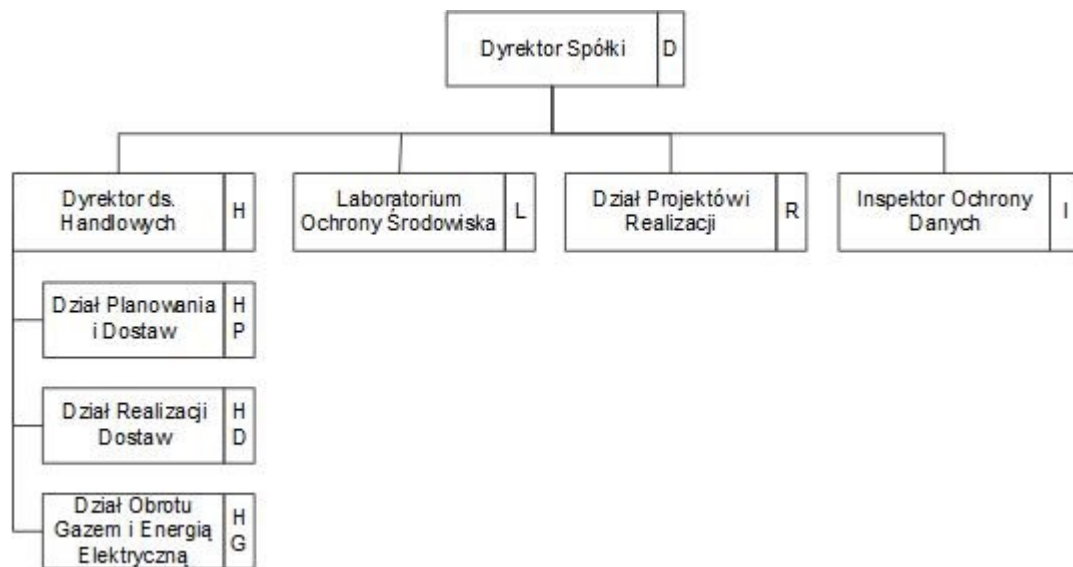 Dyrektor Spółki D
Dyrektor ds.
Handlowych
H
Laboratorium
Ochrony Środowiska
L
Dział Projektów i
Realizacji
R
Inspektor Ochrony
Danych
I
Dział Planowania
i Dostaw
H
P
Dział Realizacji
Dostaw
H
D
Dział Obrotu
Gazem i Energią
Elektryczną
H
G